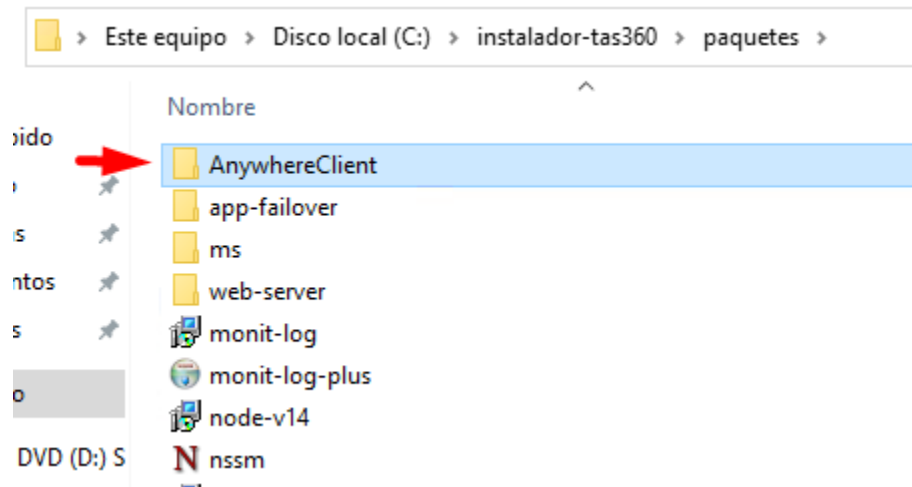 Este equipo > Disco local (C:) > instalador-tas360 > paquetes >
Nombre
bido
AnywhereClient
app-failover
s
ms
ntos
web-server
s
monit-log
monit-log-plus
o
node-v14
DVD (D:) S
nssm